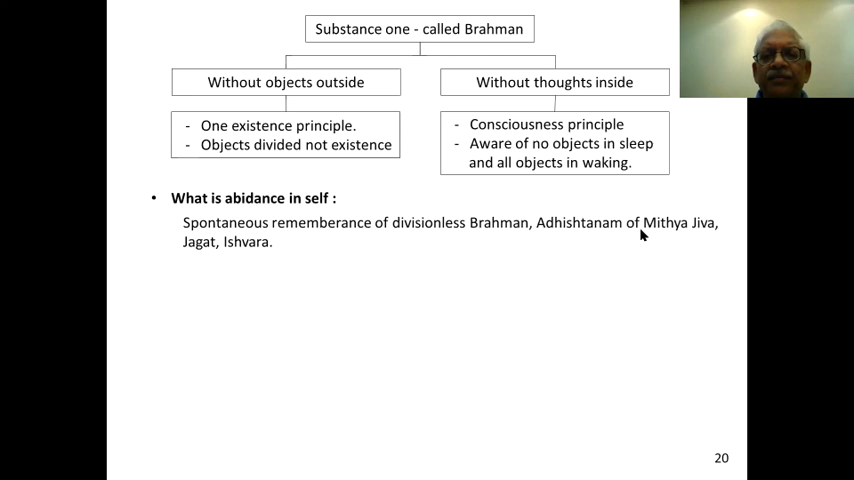 Substance one - called Brahman
Without objects outside
Without thoughts inside
- One existence principle.
- Objects divided not existence
- Consciousness principle
- Aware of no objects in sleep
and all objects in waking.
• What is abidance in self :
Spontaneous rememberance of divisionless Brahman, Adhishtanam of Mithya Jiva,
Jagat, Ishvara.
20